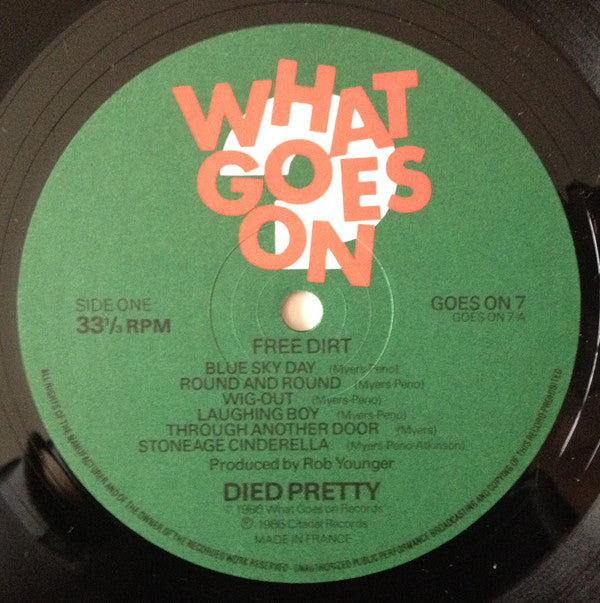 WHAT
GOES
ON
SIDE ONE
33⅓ RPM
GOES ON 7
GOES ON 7 A
FREE DIRT
BLUE SKY DAY (Myers-Peno)
ROUND AND ROUND (Myers-Peno)
WIG-OUT (Myers-Peno)
LAUGHING BOY (Myers-Peno)
THROUGH ANOTHER DOOR (Myers)
STONEAGE CINDERELLA (Myers-Peno-Atkinson)
Produced by Rob Younger
DIED PRETTY
℗ 1986 What Goes on Records
℗ 1986 Citadel Records
MADE IN FRANCE
ALL RIGHTS OF THE MANUFACTURER AND OF THE OWNER OF THE RECORDED WORK RESERVED - UNAUTHORIZED PUBLIC PERFORMANCE BROADCASTING AND COPYING OF THIS RECORD PROHIBITED